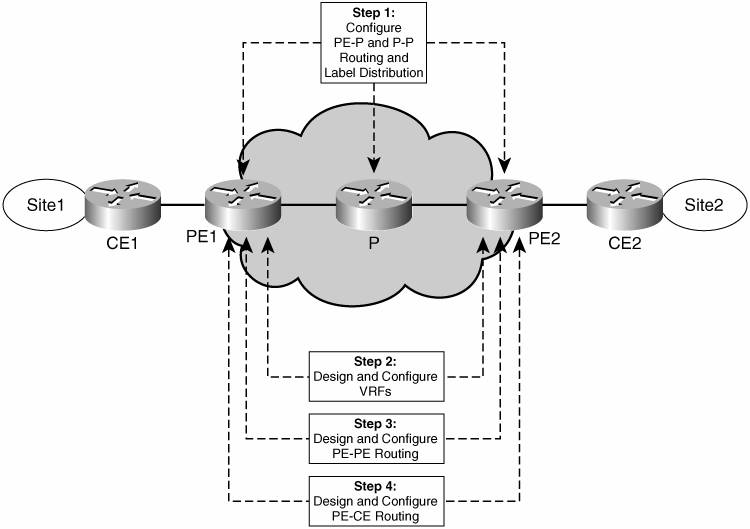 Step 1:
Configure
PE-P and P-P
Routing and
Label Distribution
Site1
CE1
PE1
P
PE2
CE2
Site2
Step 2:
Design and Configure
VRFs
Step 3:
Design and Configure
PE-PE Routing
Step 4:
Design and Configure
PE-CE Routing